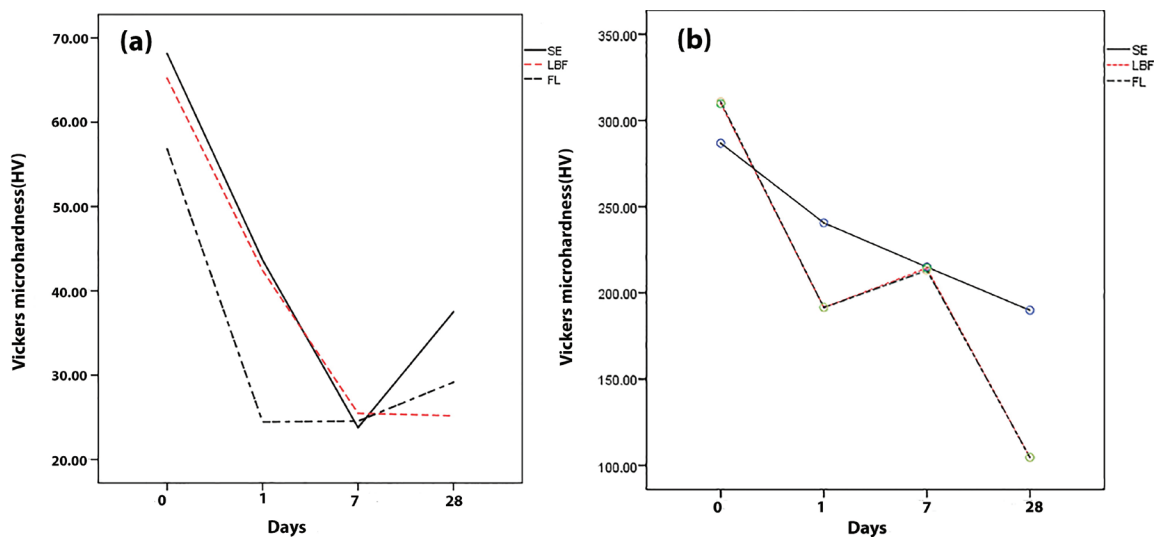 (a)
Vickers microhardness(HV)
70.00
60.00
50.00
40.00
30.00
20.00
0 1 7 28
Days
SE
LBF
FL
(b)
Vickers microhardness(HV)
350.00
300.00
250.00
200.00
150.00
100.00
0 1 7 28
Days
SE
LBF
FL